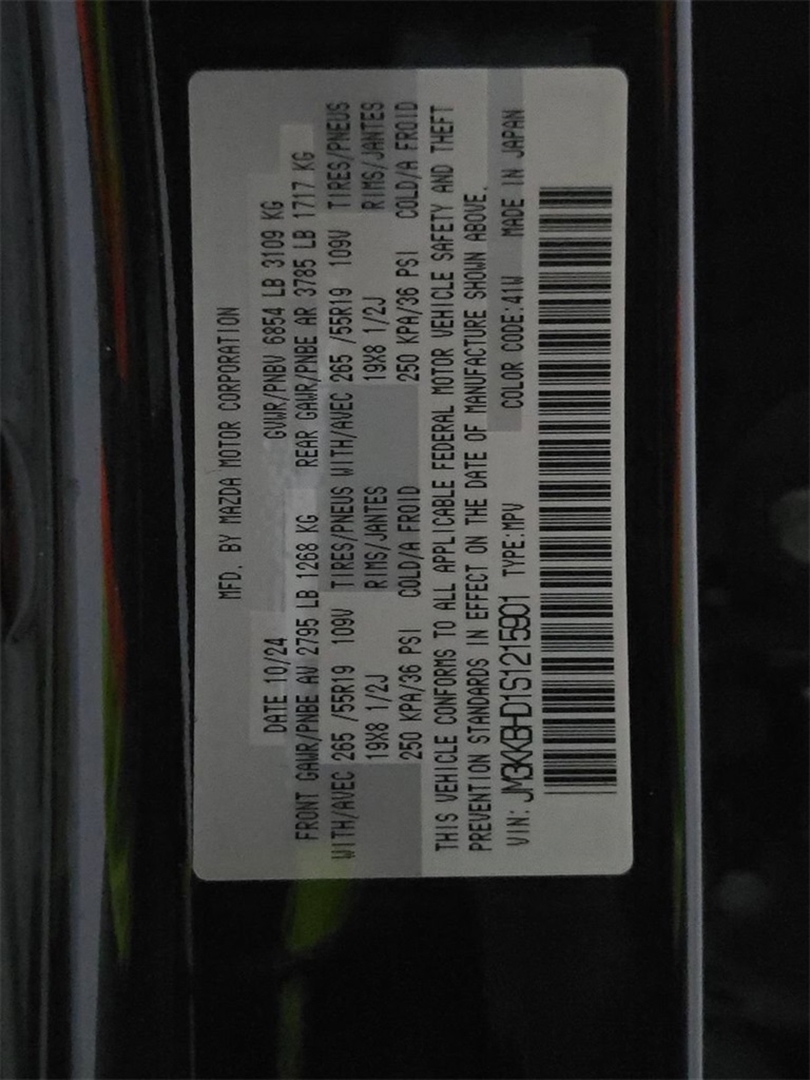 MFD. BY MAZDA MOTOR CORPORATION
DATE 10/24 GVWR/PNBV 6854 LB 3109 KG
FRONT GAWR/PNBE AV 2795 LB 1268 KG REAR GAWR/PNBE AR 3785 LB 1717 KG
WITH/AVEC 265 /55R19 109V TIRES/PNEUS WITH/AVEC 265 /55R19 109V TIRES/PNEUS
19X8 1/2J RIMS/JANTES 19X8 1/2J RIMS/JANTES
250 KPA/36 PSI COLD/A FROID 250 KPA/36 PSI COLD/A FROID
THIS VEHICLE CONFORMS TO ALL APPLICABLE FEDERAL MOTOR VEHICLE SAFETY AND THEFT
PREVENTION STANDARDS IN EFFECT ON THE DATE OF MANUFACTURE SHOWN ABOVE.
VIN: JM3KKBHD1S1215901 TYPE:MPV COLOR CODE:41W MADE IN JAPAN